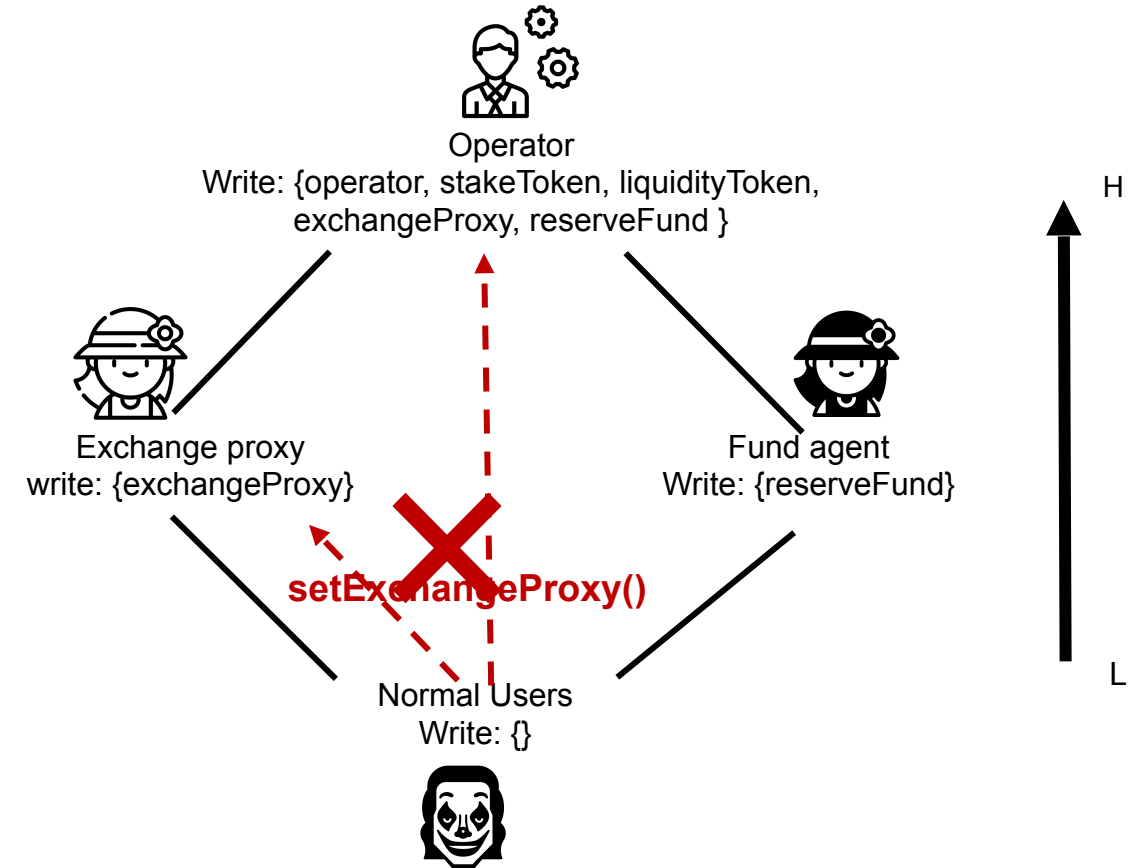 Operator
Write: {operator, stakeToken, liquidityToken,
exchangeProxy, reserveFund }
H
Exchange proxy
write: {exchangeProxy}
Fund agent
Write: {reserveFund}
setExchangeProxy()
Normal Users
Write: {}
L